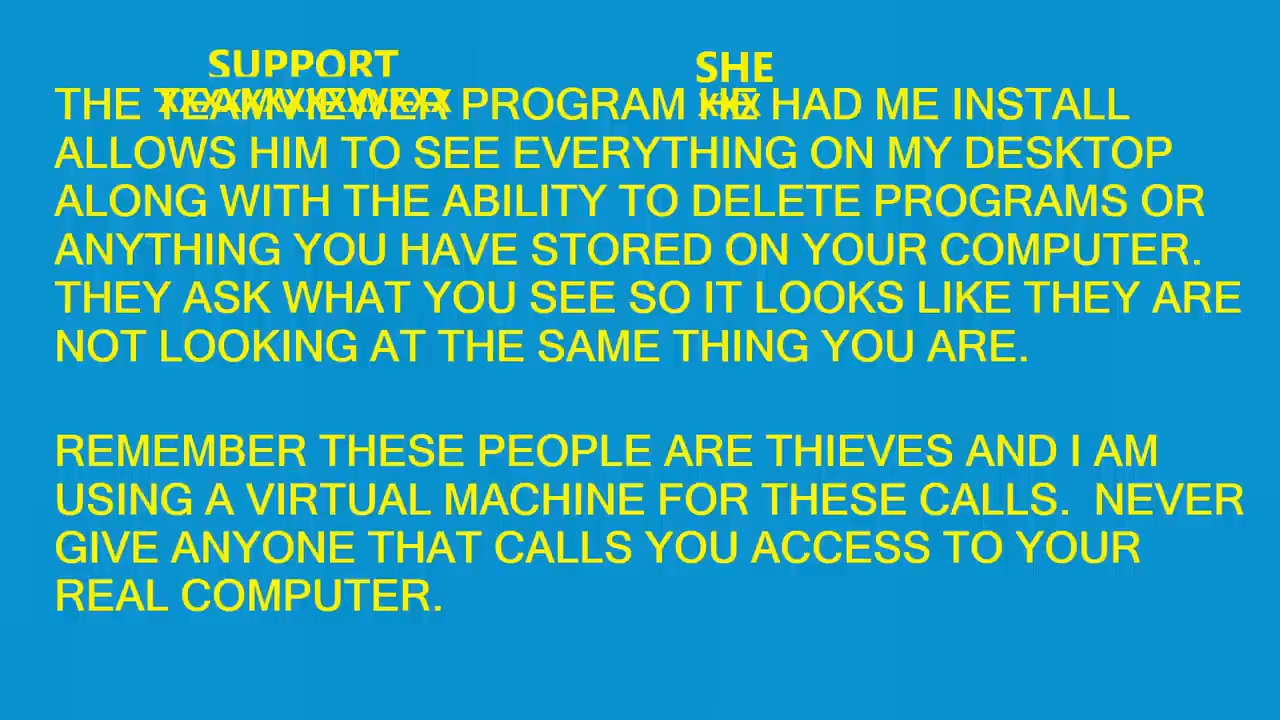 SUPPORT SHE
THE TEAMVIEWER PROGRAM HE HAD ME INSTALL
ALLOWS HIM TO SEE EVERYTHING ON MY DESKTOP
ALONG WITH THE ABILITY TO DELETE PROGRAMS OR
ANYTHING YOU HAVE STORED ON YOUR COMPUTER.
THEY ASK WHAT YOU SEE SO IT LOOKS LIKE THEY ARE
NOT LOOKING AT THE SAME THING YOU ARE.
REMEMBER THESE PEOPLE ARE THIEVES AND I AM
USING A VIRTUAL MACHINE FOR THESE CALLS. NEVER
GIVE ANYONE THAT CALLS YOU ACCESS TO YOUR
REAL COMPUTER.